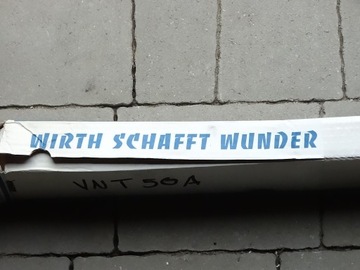 WIRTH SCHAFFT WUNDER
VNT 50A